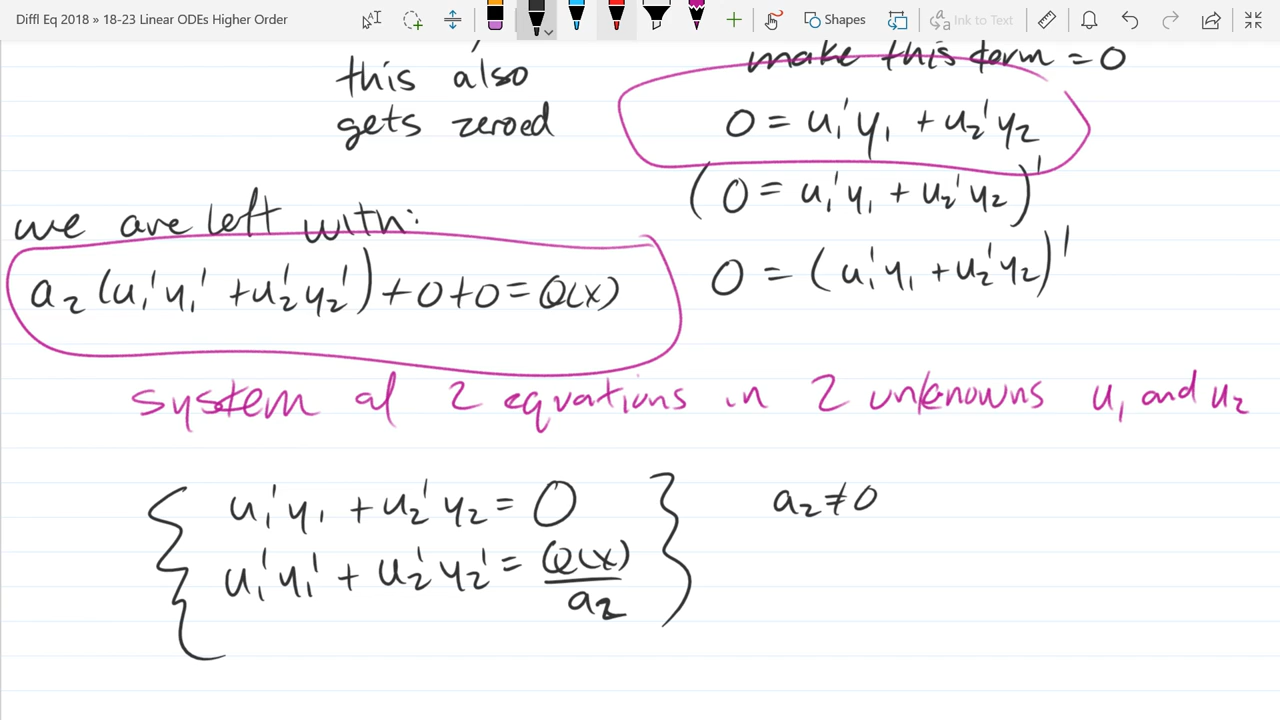 Diffl Eq 2018 » 18-23 Linear ODEs Higher Order
Shapes
Ink to Text
this also
gets zeroed
make this term = 0
0 = u₁'y₁ + u₂'y₂
(0 = u₁'y₁ + u₂'y₂)'
0 = (u₁'y₁ + u₂'y₂)'
we are left with:
a₂(u₁'y₁' + u₂'y₂') + 0 + 0 = Q(x)
system of 2 equations in 2 unknowns u₁ and u₂
u₁'y₁ + u₂'y₂ = 0
u₁'y₁' + u₂'y₂' = Q(x)/a₂
a₂ ≠ 0